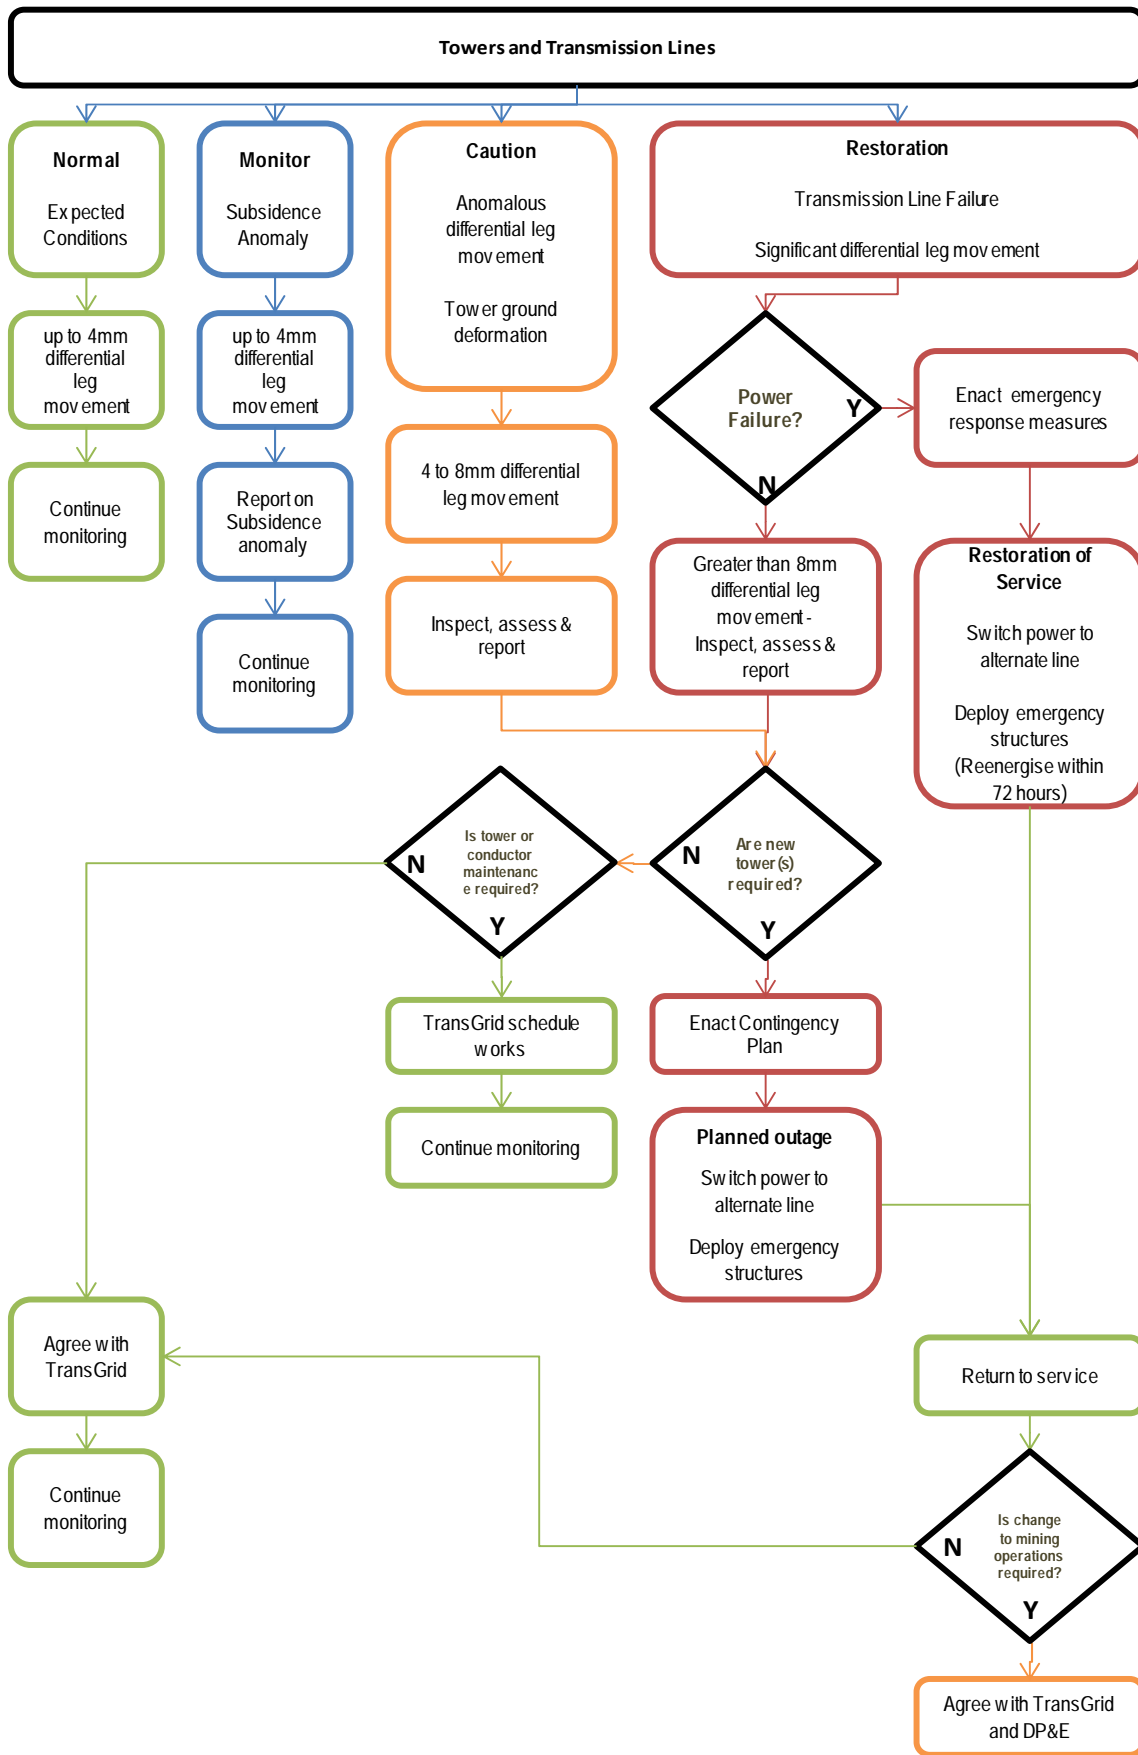 Towers and Transmission Lines
Normal
Expected
Conditions
up to 4mm
differential
leg
movement
Continue
monitoring
Monitor
Subsidence
Anomaly
up to 4mm
differential
leg
movement
Report on
Subsidence
anomaly
Continue
monitoring
Caution
Anomalous
differential leg
movement
Tower ground
deformation
4 to 8mm differential
leg movement
Inspect, assess &
report
Restoration
Transmission Line Failure
Significant differential leg movement
Power
Failure?
Y
N
Enact emergency
response measures
Greater than 8mm
differential leg
movement -
Inspect, assess &
report
Restoration of
Service
Switch power to
alternate line
Deploy emergency
structures
(Reenergise within
72 hours)
Is tower or
conductor
maintenanc
e required?
N
Y
Are new
tower(s)
required?
N
Y
TransGrid schedule
works
Continue monitoring
Enact Contingency
Plan
Planned outage
Switch power to
alternate line
Deploy emergency
structures
Agree with
TransGrid
Continue
monitoring
Return to service
Is change
to mining
operations
required?
N
Y
Agree with TransGrid
and DP&E